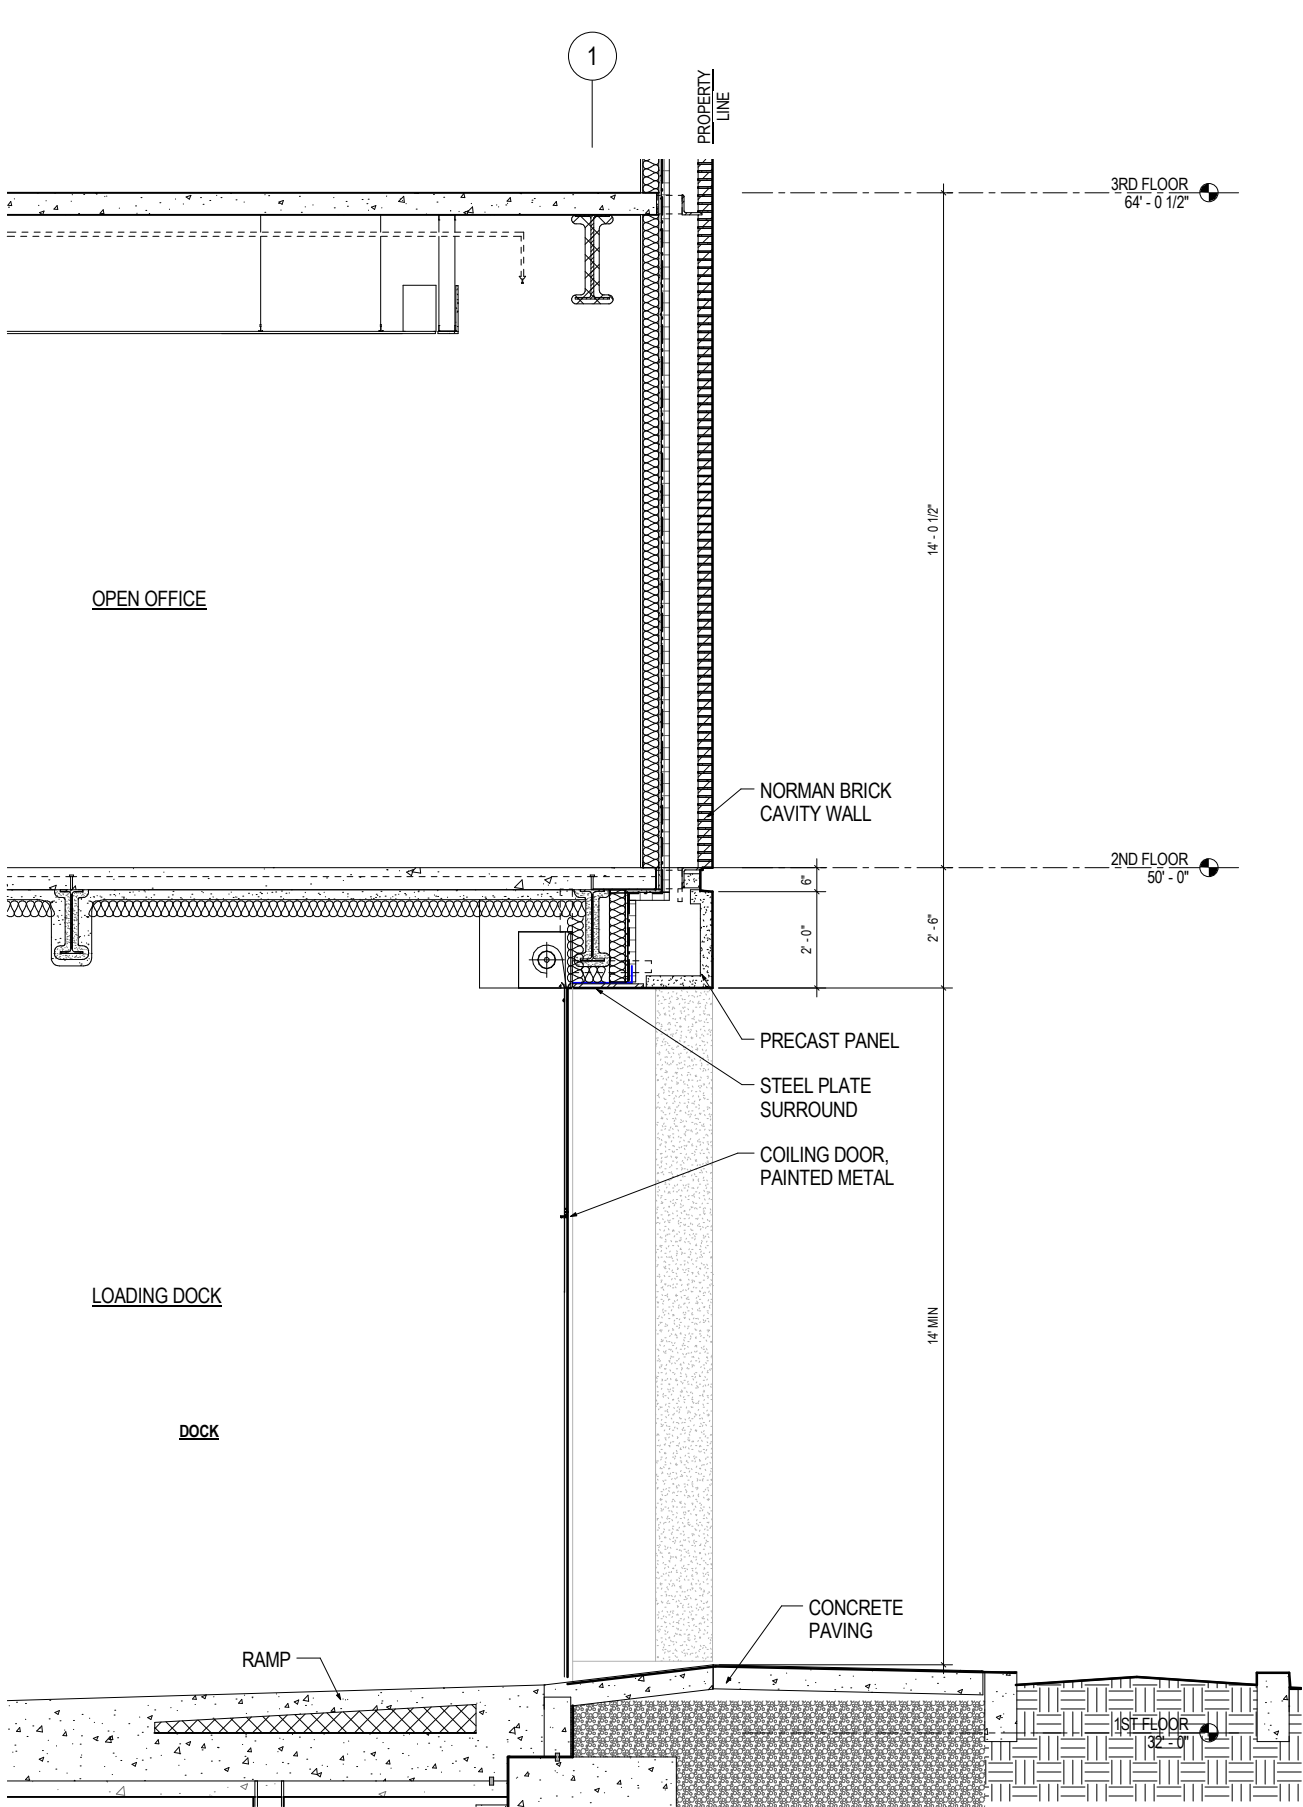 1
PROPERTY
LINE
3RD FLOOR
64' - 0 1/2"
14' - 0 1/2"
OPEN OFFICE
NORMAN BRICK
CAVITY WALL
2ND FLOOR
50' - 0"
6"
2' - 0"
2' - 6"
PRECAST PANEL
STEEL PLATE
SURROUND
COILING DOOR,
PAINTED METAL
LOADING DOCK
14' MIN
DOCK
CONCRETE
PAVING
RAMP
1ST FLOOR
32' - 0"